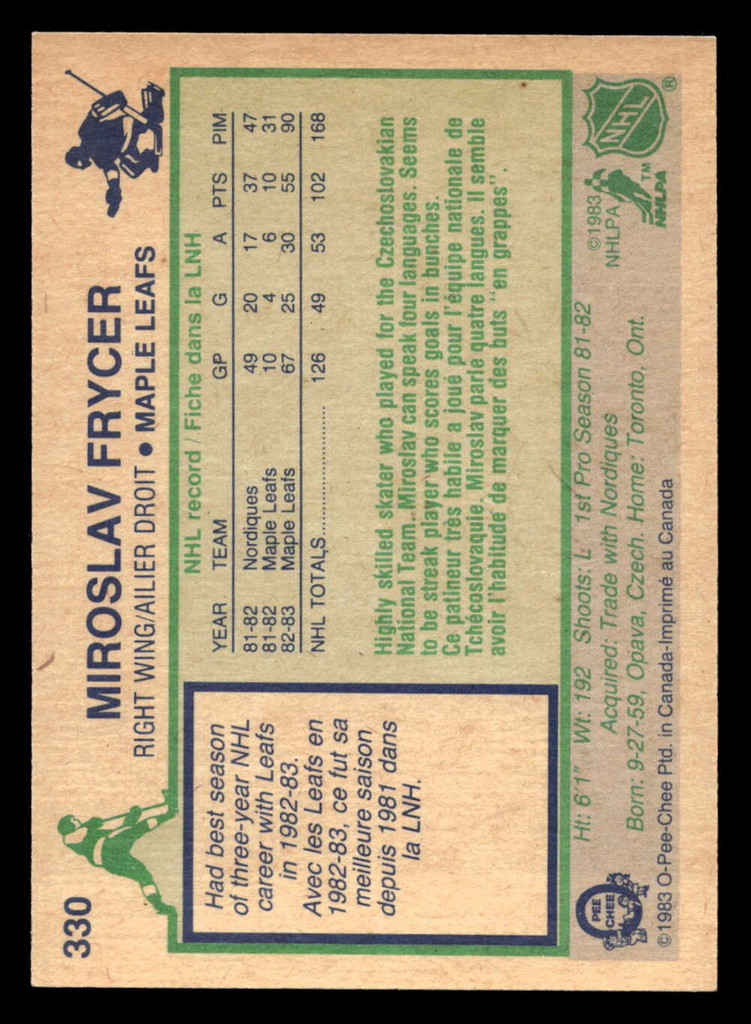 330
MIROSLAV FRYCER
RIGHT WING/AILIER DROIT • MAPLE LEAFS
Had best season
of three-year NHL
career with Leafs
in 1982-83.
Avec les Leafs en
1982-83, ce fut sa
meilleure saison
depuis 1981 dans
la LNH.
NHL record / Fiche dans la LNH
YEAR TEAM GP G A PTS PIM
81-82 Nordiques 49 20 17 37 47
81-82 Maple Leafs 10 4 6 10 31
82-83 Maple Leafs 67 25 30 55 90
NHL TOTALS.................... 126 49 53 102 168
Highly skilled skater who played for the Czechoslovakian
National Team. Miroslav can speak four languages. Seems
to be streak player who scores goals in bunches.
Ce patineur très habile a joué pour l'équipe nationale de
Tchécoslovaquie. Miroslav parle quatre langues. Il semble
avoir l'habitude de marquer des buts "en grappes".
Ht: 6'1" Wt: 192 Shoots: L 1st Pro Season 81-82
Acquired: Trade with Nordiques
Born: 9-27-59, Opava, Czech. Home: Toronto, Ont.
©1983 O-Pee-Chee Ptd. in Canada-Imprimé au Canada
PEE
CHEE
©1983
NHLPA
NHL
®
NHLPA
TM